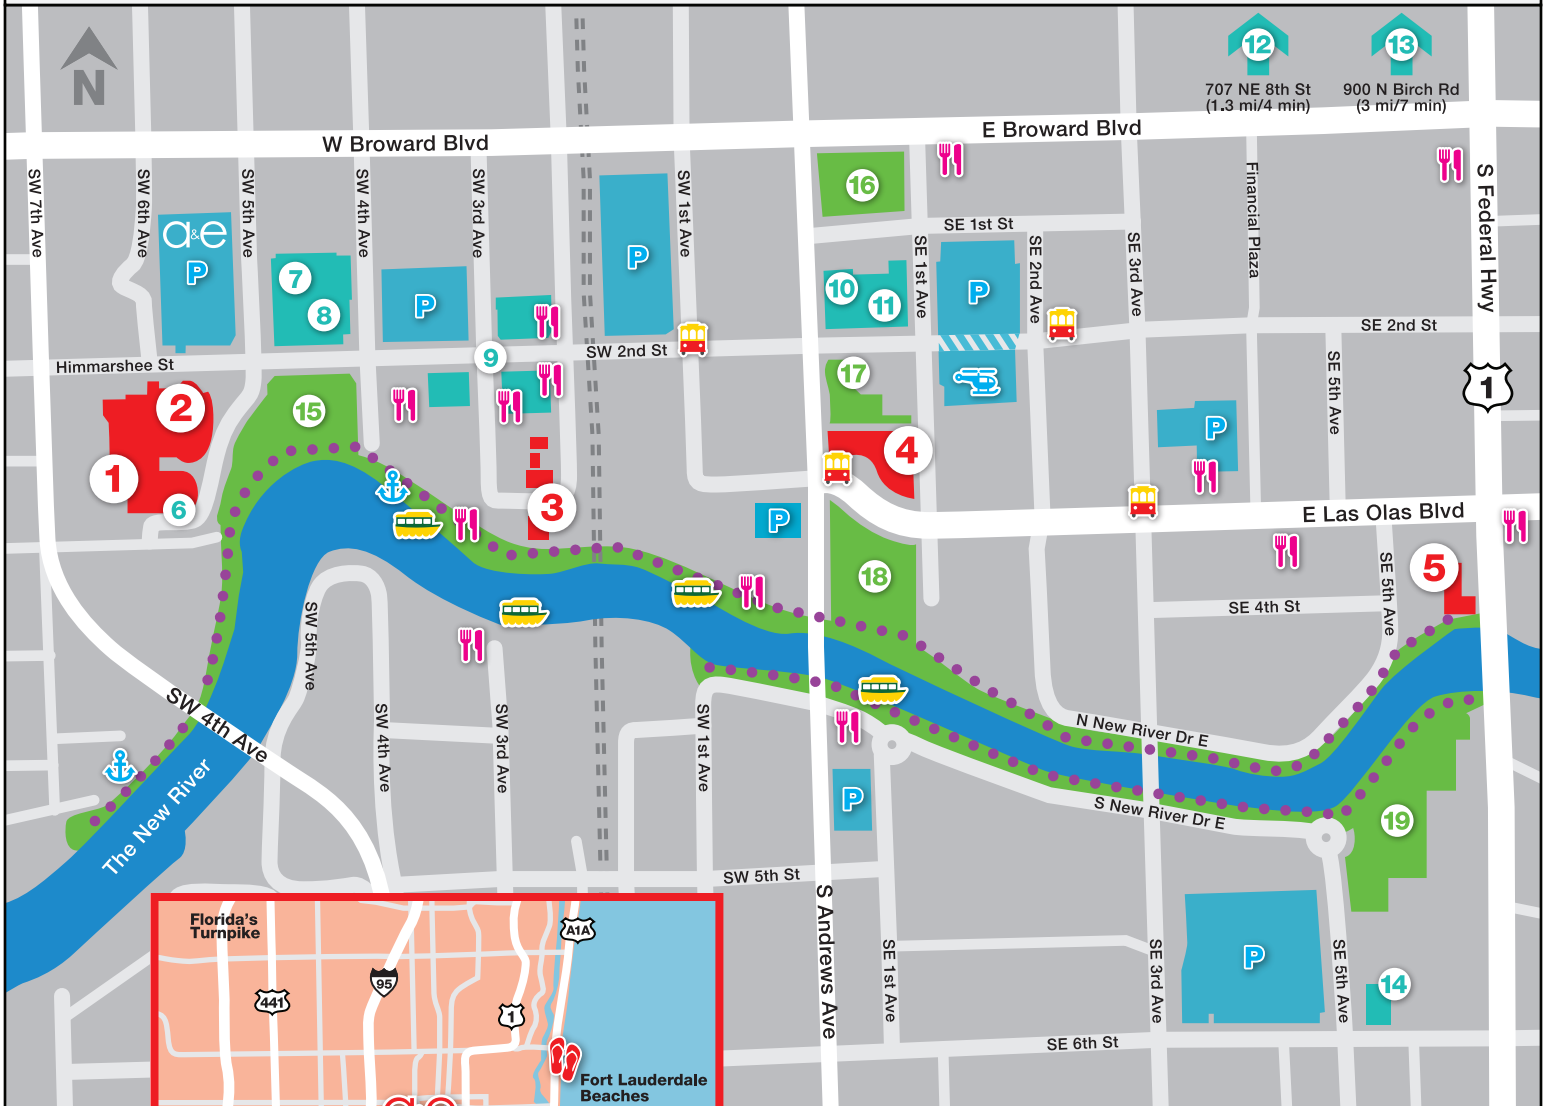 N
12
13
707 NE 8th St
(1.3 mi/4 min)
900 N Birch Rd
(3 mi/7 min)
W Broward Blvd
E Broward Blvd
SW 7th Ave
SW 6th Ave
SW 5th Ave
SW 4th Ave
SW 3rd Ave
SW 1st Ave
Financial Plaza
S Federal Hwy
16
SE 1st St
SE 1st Ave
SE 2nd Ave
SE 3rd Ave
a&e
P
7
8
P
P
10
11
P
9
Himmarshee St
SW 2nd St
SE 2nd St
SE 5th Ave
1
17
2
15
1
6
3
4
P
P
E Las Olas Blvd
18
5
SE 5th Ave
SE 4th St
SW 5th Ave
SW 4th Ave
SW 4th Ave
SW 3rd Ave
SW 1st Ave
N New River Dr E
S New River Dr E
The New River
P
19
SW 5th St
S Andrews Ave
SE 1st Ave
SE 3rd Ave
P
SE 5th Ave
14
SE 6th St
Florida's
Turnpike
A1A
95
441
1
Fort Lauderdale
Beaches